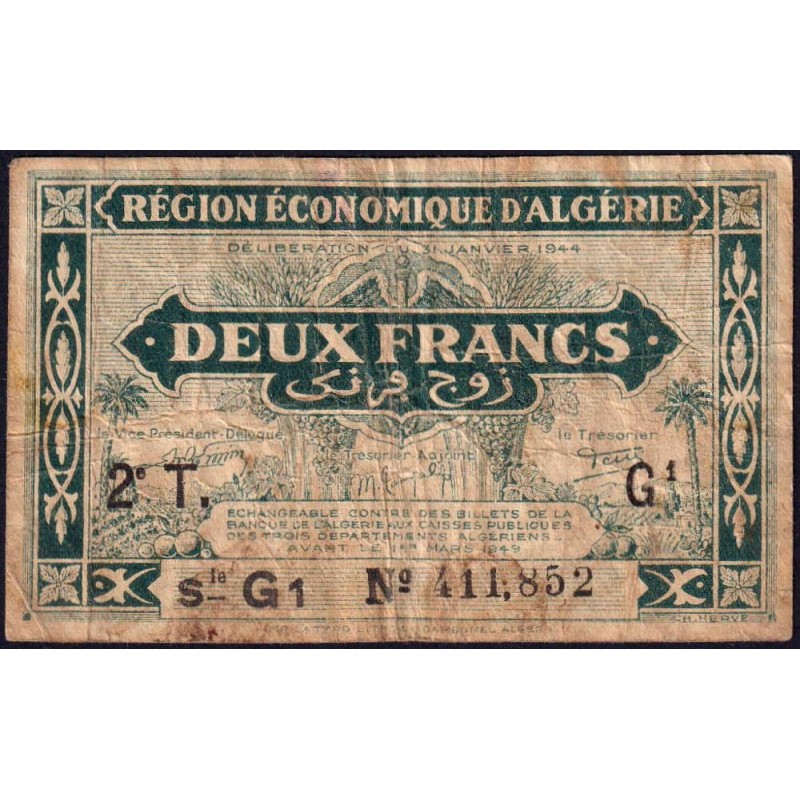 RÉGION ÉCONOMIQUE D'ALGÉRIE
DÉLIBÉRATION DU 31 JANVIER 1944
DEUX FRANCS
زوج فرنك
le Vice Président-Délégué
le Trésorier Adjoint
le Trésorier
2e T.
G1
ECHANGEABLE CONTRE DES BILLETS DE LA
BANQUE DE L'ALGÉRIE AUX CAISSES PUBLIQUES
DES TROIS DÉPARTEMENTS ALGÉRIENS
AVANT LE 1er MARS 1949
Sie G1 No 411,852
CARBONEL ALGER
CH. HERVÉ